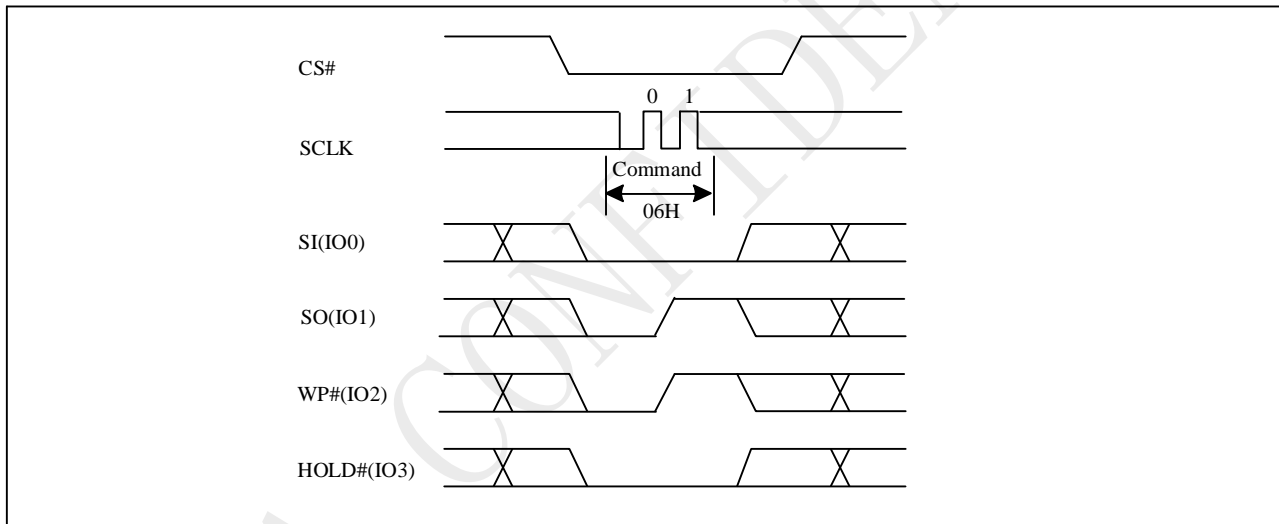 CS#
0 1
SCLK
Command
06H
SI(IO0)
SO(IO1)
WP#(IO2)
HOLD#(IO3)